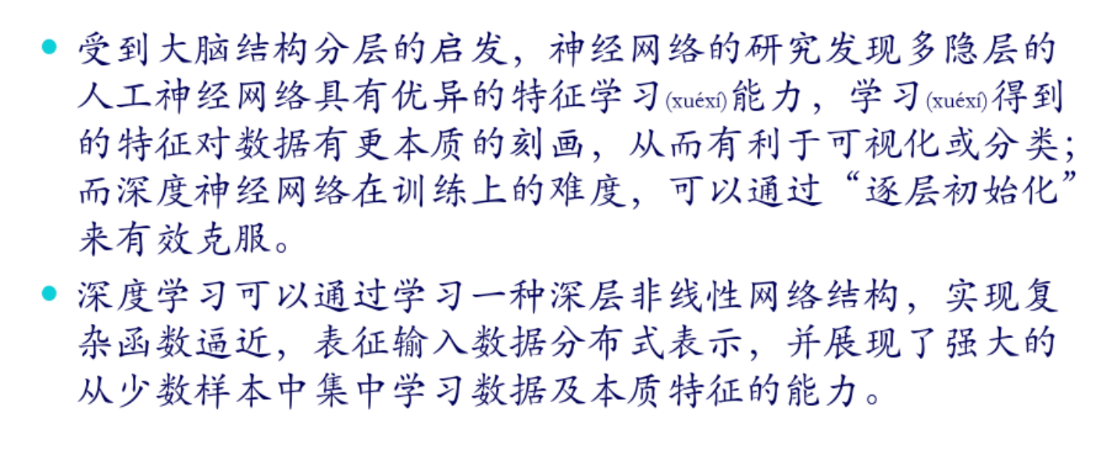 • 受到大脑结构分层的启发，神经网络的研究发现多隐层的
人工神经网络具有优异的特征学习(xuéxí)能力，学习(xuéxí)得到
的特征对数据有更本质的刻画，从而有利于可视化或分类；
而深度神经网络在训练上的难度，可以通过“逐层初始化”
来有效克服。
• 深度学习可以通过学习一种深层非线性网络结构，实现复
杂函数逼近，表征输入数据分布式表示，并展现了强大的
从少数样本中集中学习数据及本质特征的能力。